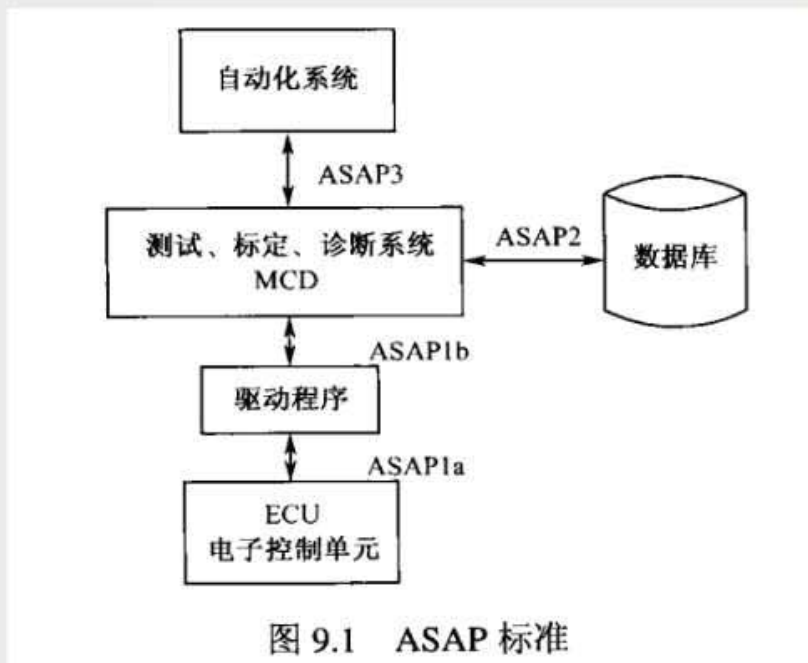 自动化系统
ASAP3
测试、标定、诊断系统
MCD
ASAP2
数据库
ASAP1b
驱动程序
ASAP1a
ECU
电子控制单元
图 9.1 ASAP 标准